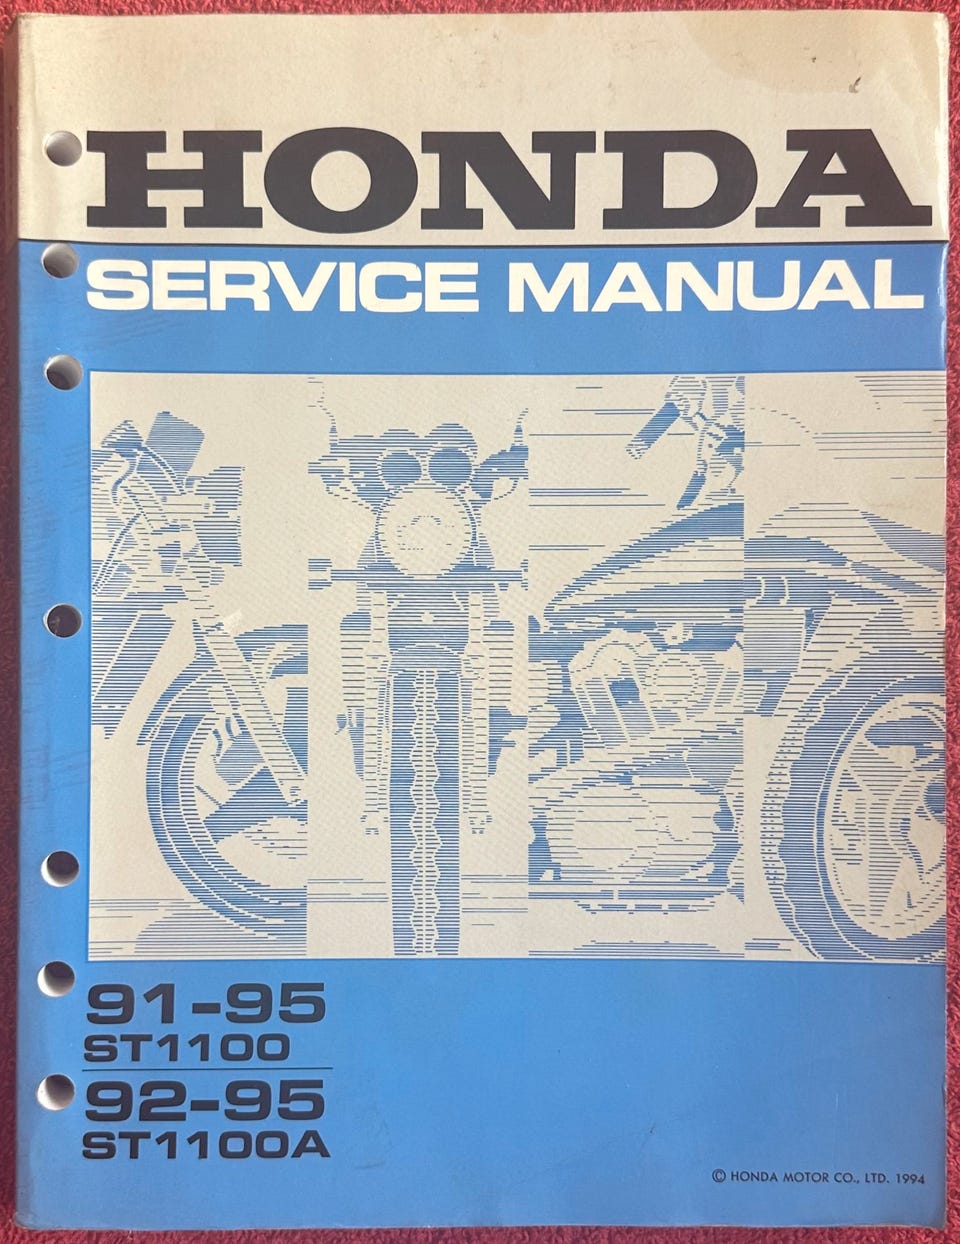 HONDA
SERVICE MANUAL
91-95
ST1100
92-95
ST1100A
© HONDA MOTOR CO., LTD. 1994